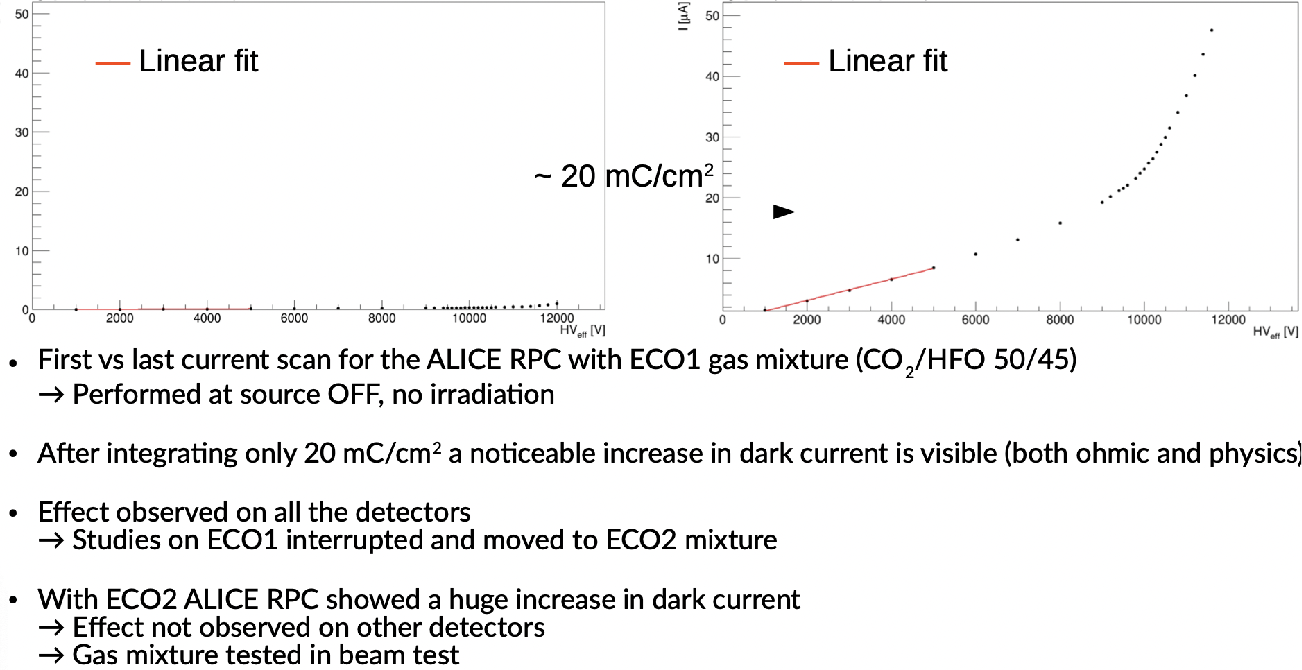 50
40
30
20
10
0
Linear fit
0 2000 4000 6000 8000 10000 12000
HVeff [V]
~ 20 mC/cm²
I [μA]
50
40
30
20
10
Linear fit
0 2000 4000 6000 8000 10000 12000
HVeff [V]
• First vs last current scan for the ALICE RPC with ECO1 gas mixture (CO₂/HFO 50/45)
→ Performed at source OFF, no irradiation
• After integrating only 20 mC/cm² a noticeable increase in dark current is visible (both ohmic and physics)
• Effect observed on all the detectors
→ Studies on ECO1 interrupted and moved to ECO2 mixture
• With ECO2 ALICE RPC showed a huge increase in dark current
→ Effect not observed on other detectors
→ Gas mixture tested in beam test